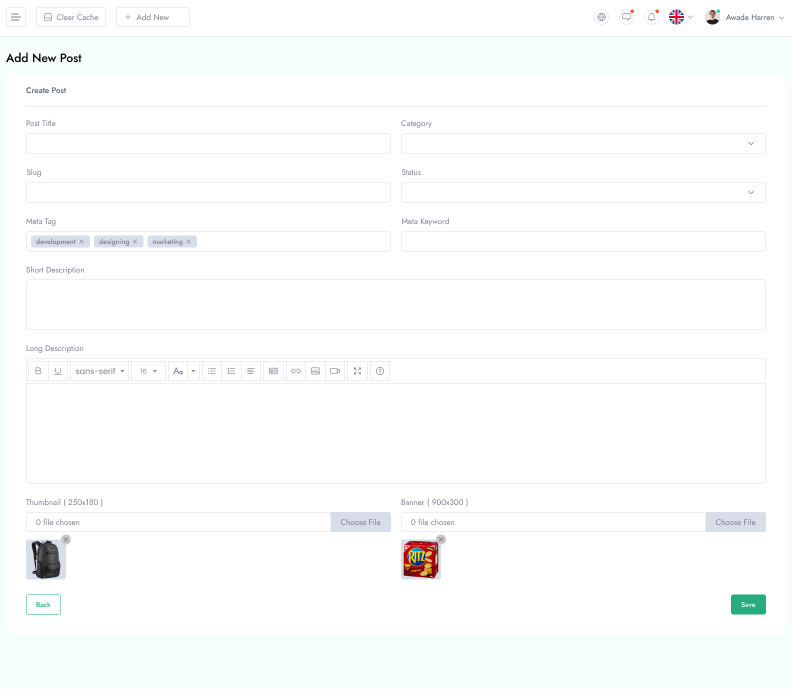 Clear Cache
Add New
Awade Harren
Add New Post
Create Post
Post Title
Category
Slug
Status
Meta Tag
Meta Keyword
development
designing
marketing
Short Description
Long Description
B U sans-serif 16 Aa
Thumbnail ( 250x180 )
Banner ( 900x300 )
0 file chosen
Choose File
0 file chosen
Choose File
RITZ
Back
Save